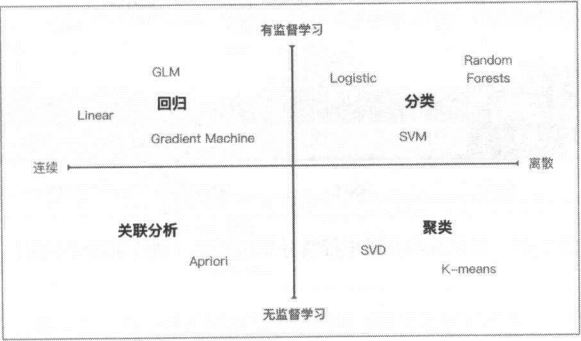 有监督学习
GLM
Logistic
Random
Forests
回归
分类
Linear
Gradient Machine
SVM
连续
离散
关联分析
聚类
Apriori
SVD
K-means
无监督学习